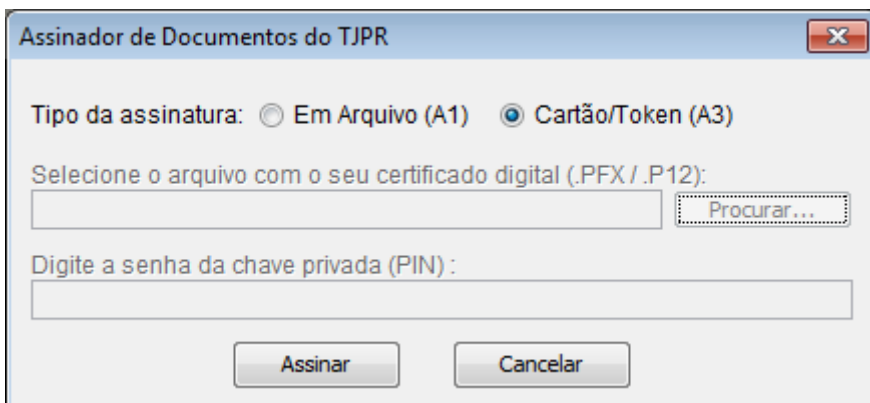 Assinador de Documentos do TJPR
Tipo da assinatura: Em Arquivo (A1) Cartão/Token (A3)
Selecione o arquivo com o seu certificado digital (.PFX / .P12):
Procurar...
Digite a senha da chave privada (PIN) :
Assinar Cancelar